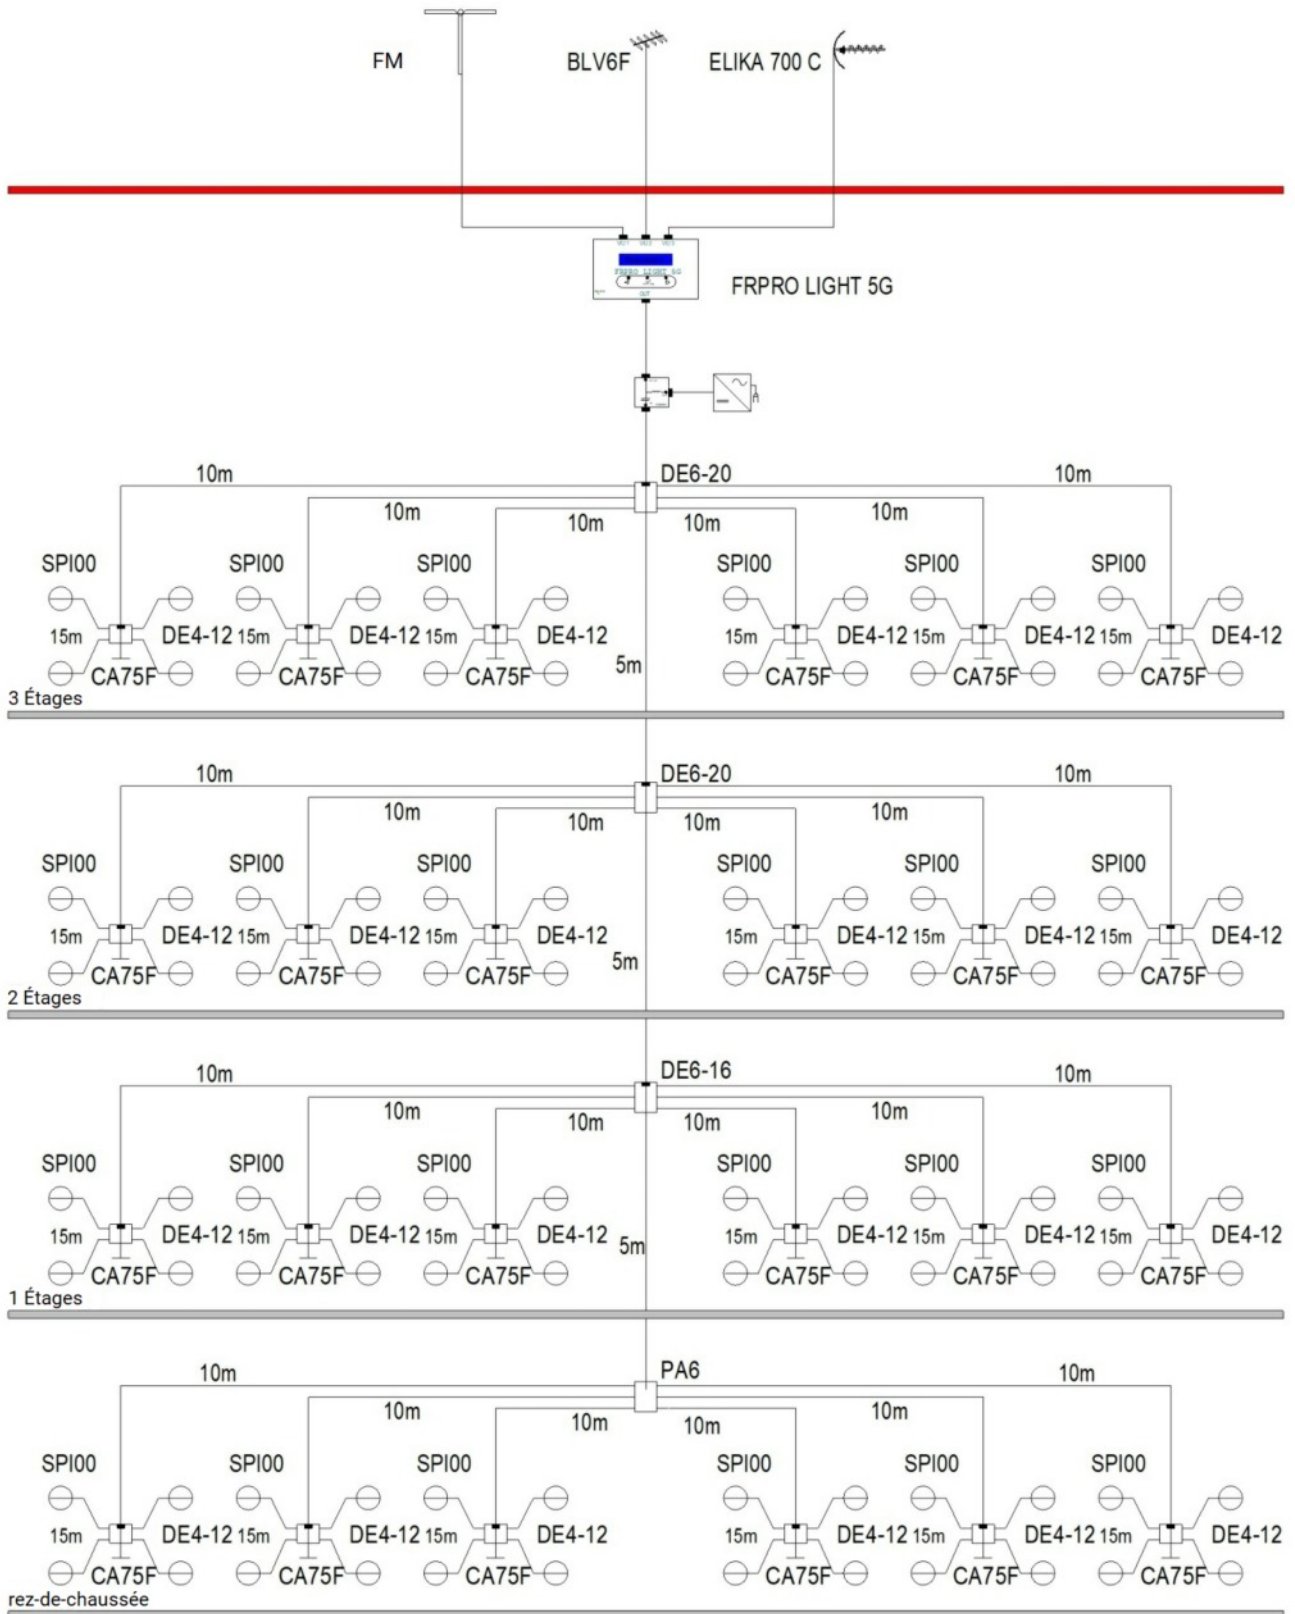 FM
BLV6F
ELIKA 700 C
FRPRO LIGHT 5G
OUT
FRPRO LIGHT 5G
10m DE6-20 10m
10m 10m
10m 10m
SPI00 SPI00 SPI00 SPI00 SPI00 SPI00
15m DE4-12 15m DE4-12 15m DE4-12 15m DE4-12 15m DE4-12 15m DE4-12
5m
CA75F CA75F CA75F CA75F CA75F CA75F
3 Étages
10m DE6-20 10m
10m 10m
10m 10m
SPI00 SPI00 SPI00 SPI00 SPI00 SPI00
15m DE4-12 15m DE4-12 15m DE4-12 15m DE4-12 15m DE4-12 15m DE4-12
5m
CA75F CA75F CA75F CA75F CA75F CA75F
2 Étages
10m DE6-16 10m
10m 10m
10m 10m
SPI00 SPI00 SPI00 SPI00 SPI00 SPI00
15m DE4-12 15m DE4-12 15m DE4-12 15m DE4-12 15m DE4-12 15m DE4-12
5m
CA75F CA75F CA75F CA75F CA75F CA75F
1 Étages
10m PA6 10m
10m 10m
10m 10m
SPI00 SPI00 SPI00 SPI00 SPI00 SPI00
15m DE4-12 15m DE4-12 15m DE4-12 15m DE4-12 15m DE4-12 15m DE4-12
CA75F CA75F CA75F CA75F CA75F CA75F
rez-de-chaussée